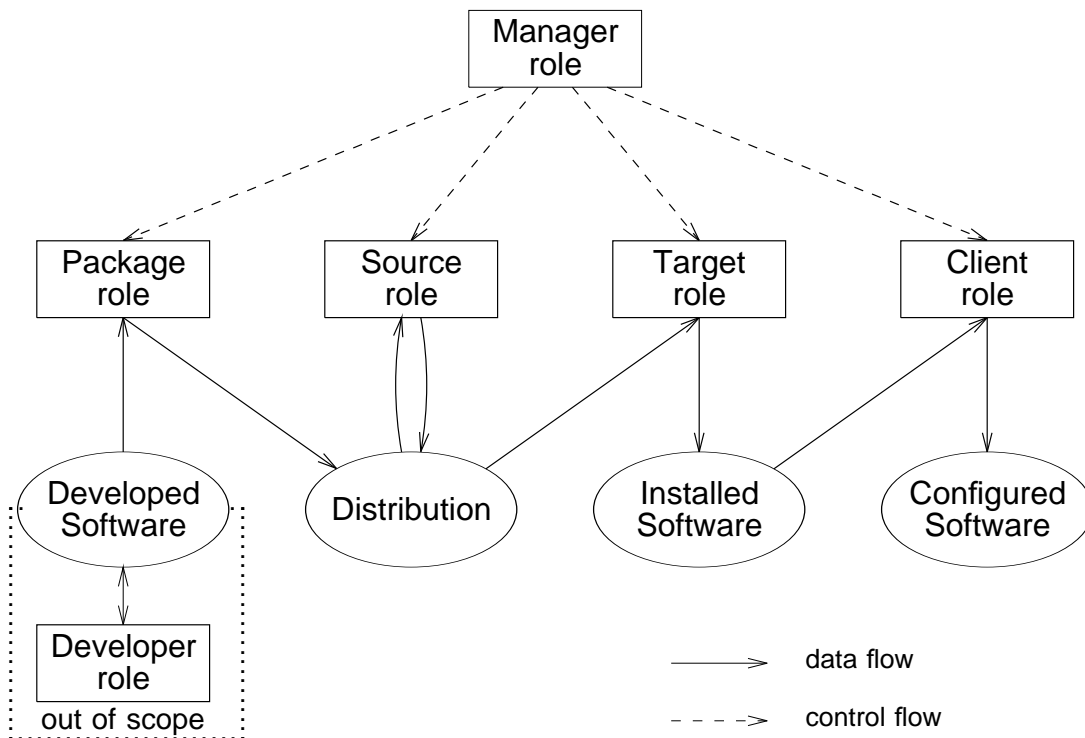 Manager
role
Package
role
Source
role
Target
role
Client
role
Developed
Software
Distribution
Installed
Software
Configured
Software
Developer
role
out of scope
data flow
control flow